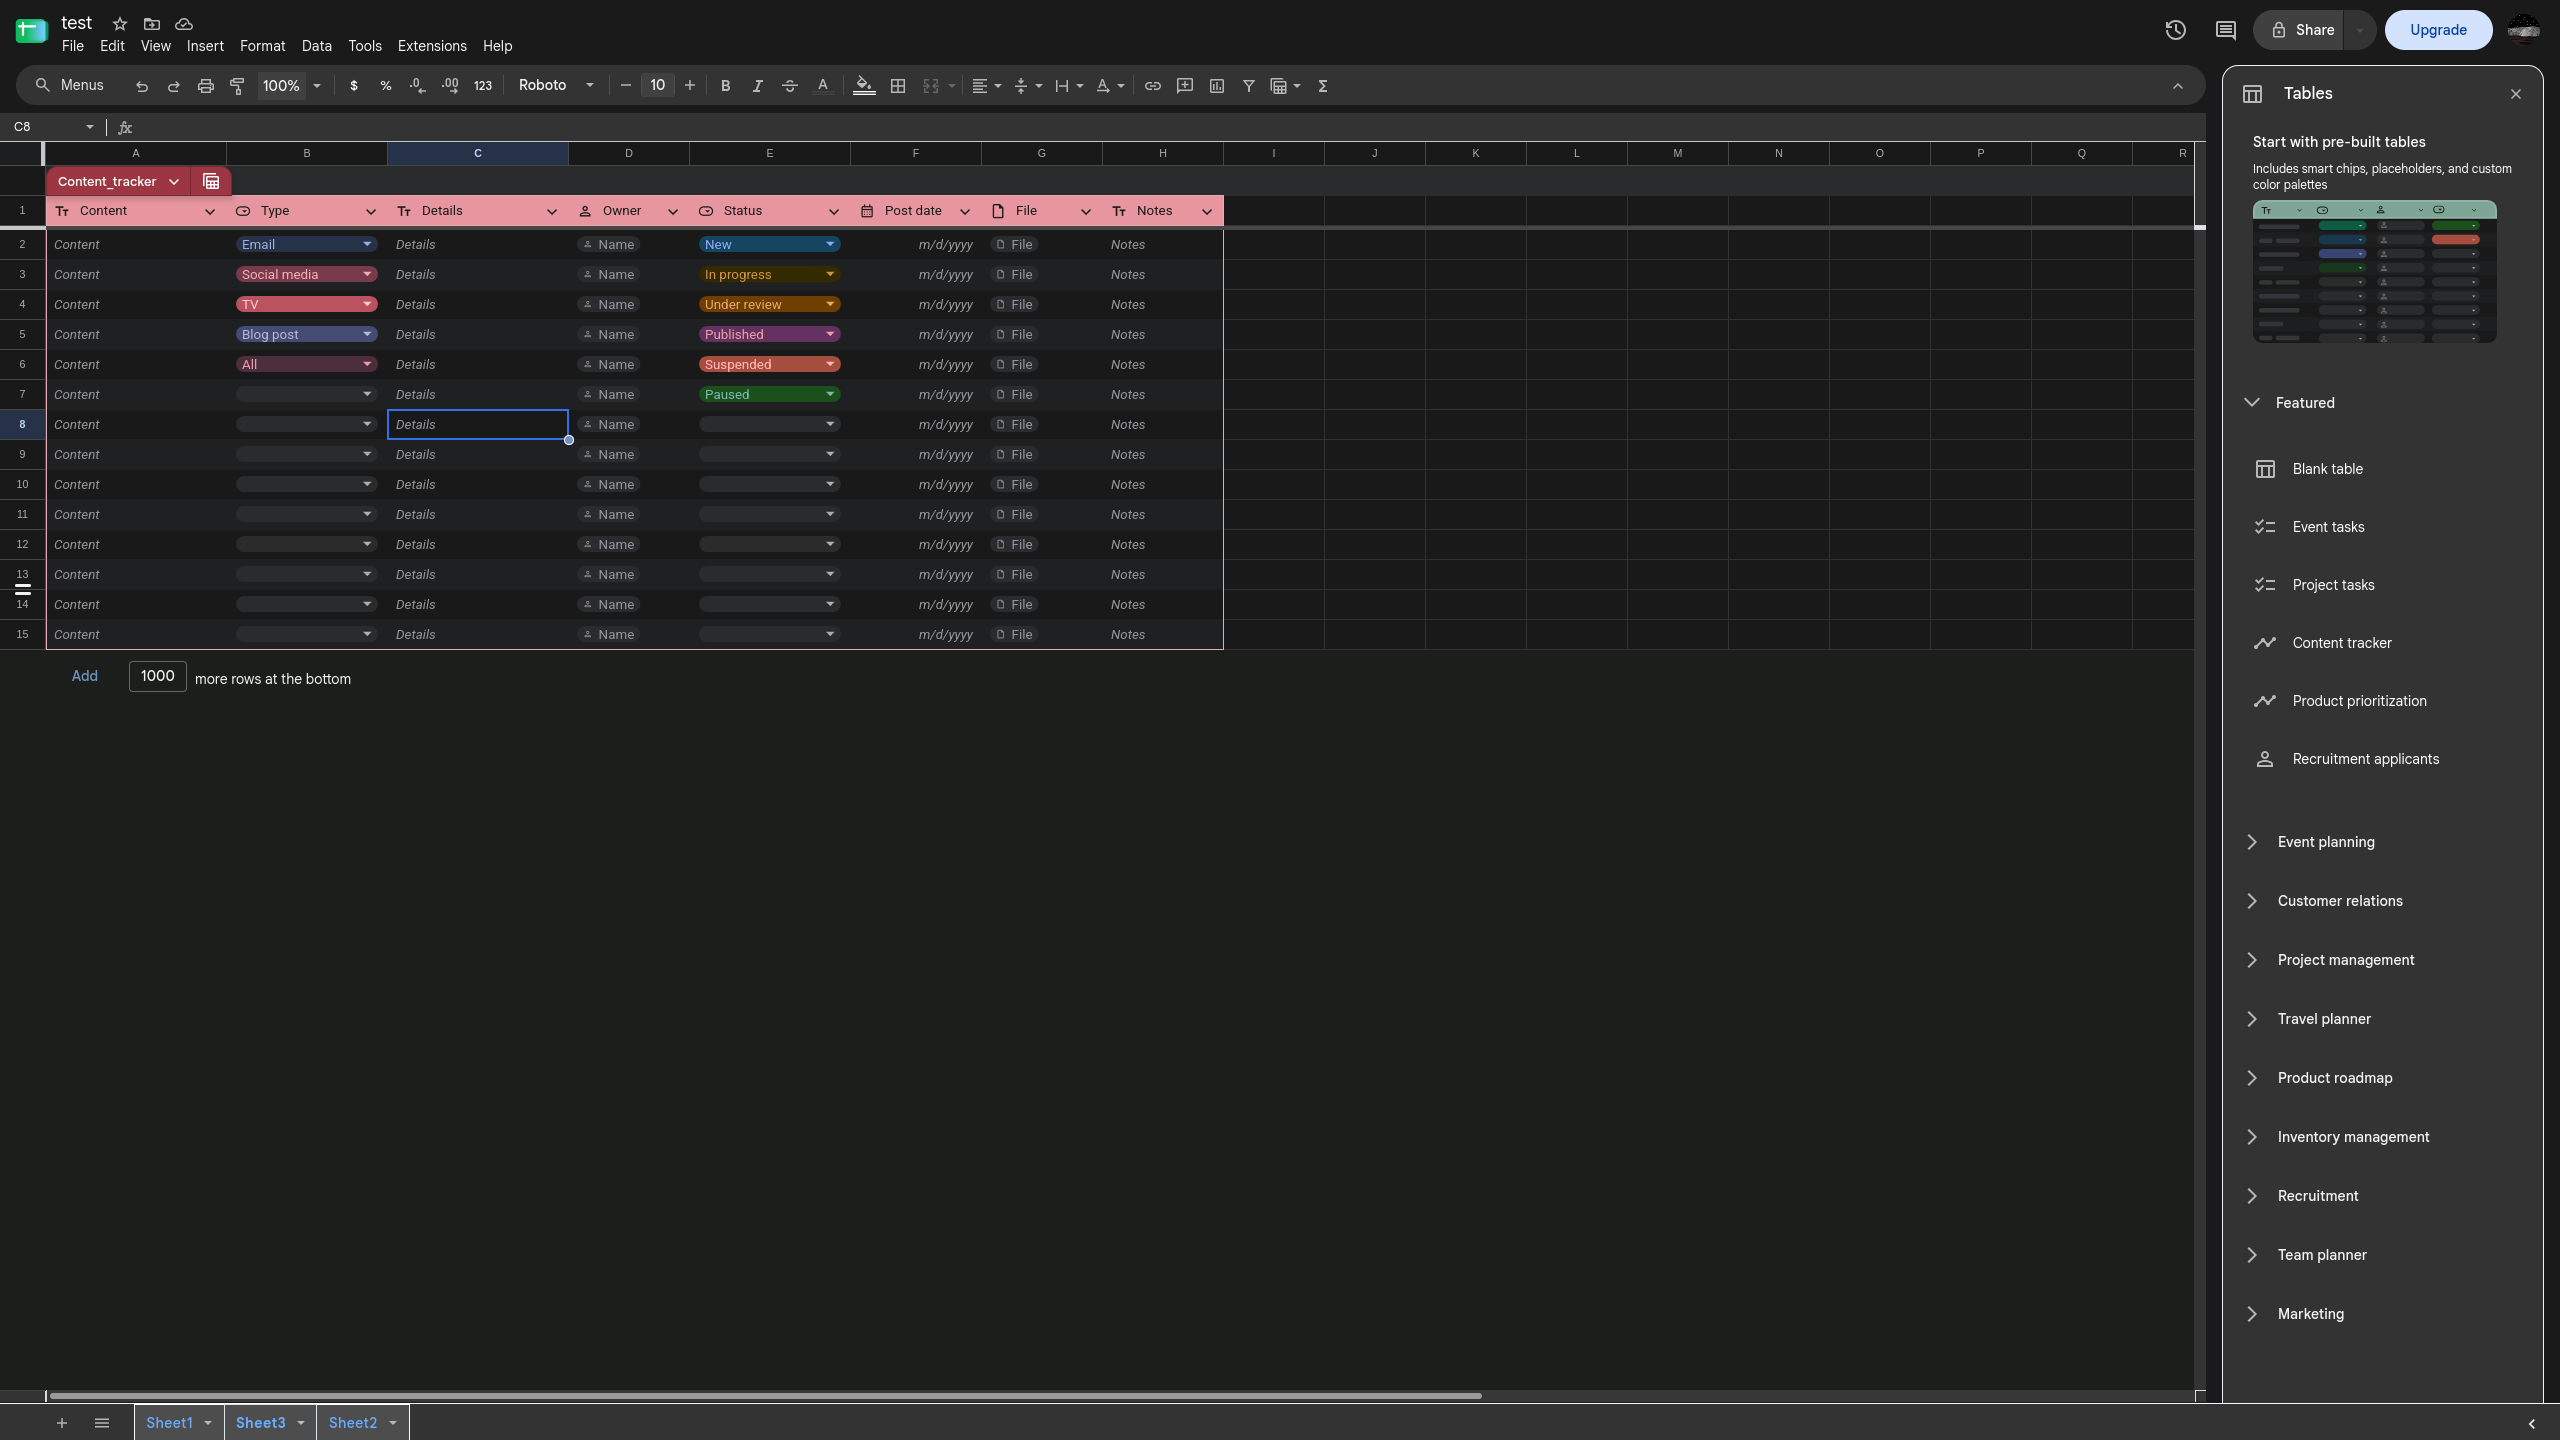 test
File Edit View Insert Format Data Tools Extensions Help
Share
Upgrade
Menus 100% $ % .0 .00 123 Roboto 10 B I A
C8 fx
A B C D E F G H I J K L M N O P Q R
Content_tracker
1 Content Type Details Owner Status Post date File Notes
2 Content Email Details Name New m/d/yyyy File Notes
3 Content Social media Details Name In progress m/d/yyyy File Notes
4 Content TV Details Name Under review m/d/yyyy File Notes
5 Content Blog post Details Name Published m/d/yyyy File Notes
6 Content All Details Name Suspended m/d/yyyy File Notes
7 Content Details Name Paused m/d/yyyy File Notes
8 Content Details Name m/d/yyyy File Notes
9 Content Details Name m/d/yyyy File Notes
10 Content Details Name m/d/yyyy File Notes
11 Content Details Name m/d/yyyy File Notes
12 Content Details Name m/d/yyyy File Notes
13 Content Details Name m/d/yyyy File Notes
14 Content Details Name m/d/yyyy File Notes
15 Content Details Name m/d/yyyy File Notes
Add 1000 more rows at the bottom
Sheet1 Sheet3 Sheet2
Tables
Start with pre-built tables
Includes smart chips, placeholders, and custom
color palettes
Featured
Blank table
Event tasks
Project tasks
Content tracker
Product prioritization
Recruitment applicants
Event planning
Customer relations
Project management
Travel planner
Product roadmap
Inventory management
Recruitment
Team planner
Marketing